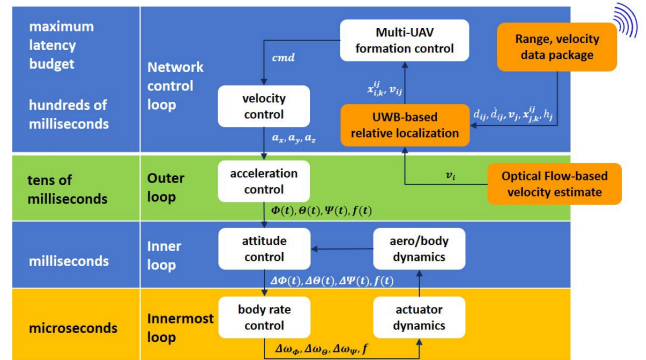 maximum
latency
budget
hundreds of
milliseconds
Network
control
loop
Multi-UAV
formation control
Range, velocity
data package
cmd
x^{ij}_{i,k}, v_{ij}
velocity
control
UWB-based
relative localization
d_{ij}, ḋ_{ij}, v_j, x^{ij}_{j,k}, h_j
a_x, a_y, a_z
tens of
milliseconds
Outer
loop
acceleration
control
v_i
Optical Flow-based
velocity estimate
Φ(t), Θ(t), Ψ(t), f(t)
milliseconds
Inner
loop
attitude
control
aero/body
dynamics
ΔΦ(t), ΔΘ(t), ΔΨ(t), f(t)
microseconds
Innermost
loop
body rate
control
actuator
dynamics
Δω_Φ, Δω_Θ, Δω_Ψ, f